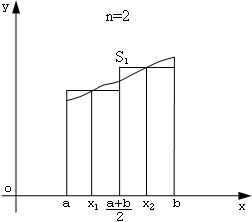 y
n=2
S₁
o
a x₁ a+b/2 x₂ b x